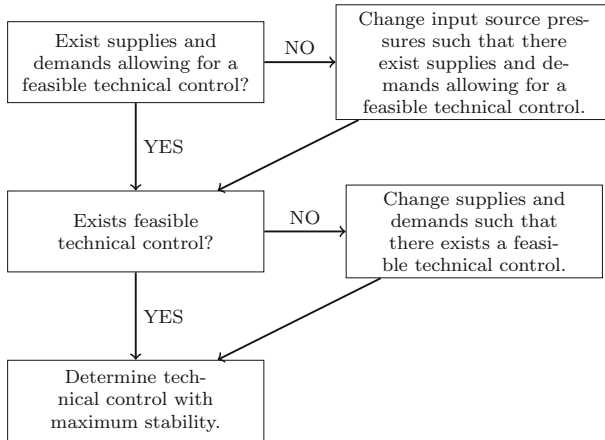 Exist supplies and
demands allowing for a
feasible technical control?
NO
Change input source pres-
sures such that there
exist supplies and de-
mands allowing for a
feasible technical control.
YES
Exists feasible
technical control?
NO
Change supplies and
demands such that
there exists a feasi-
ble technical control.
YES
Determine tech-
nical control with
maximum stability.